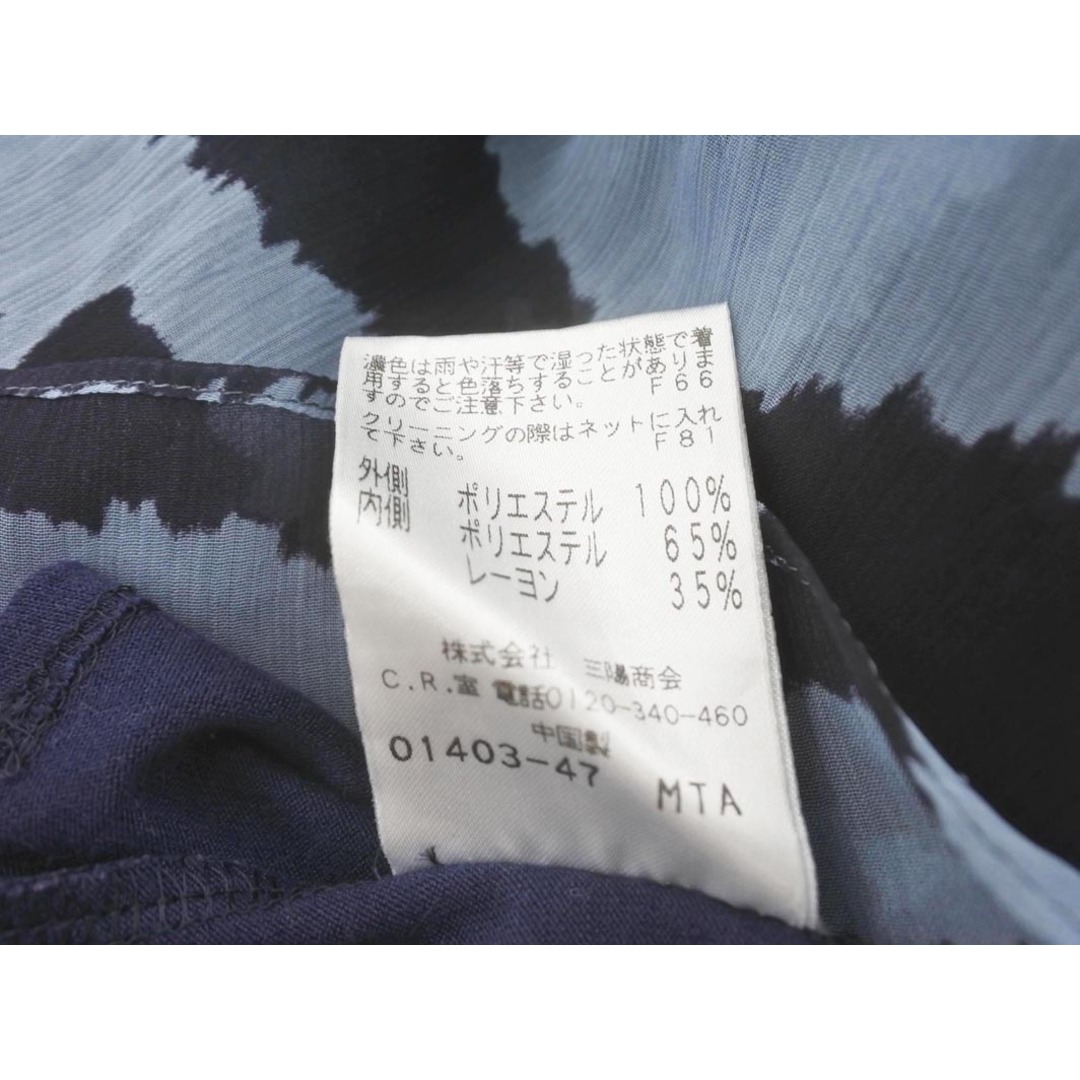 濃色は雨や汗等で湿った状態で着
用すると色落ちすることがありま
すのでご注意下さい。 F66
クリーニングの際はネットに入れ
て下さい。 F81
外側 ポリエステル 100%
内側 ポリエステル 65%
レーヨン 35%
株式会社 三陽商会
C.R.室 電話0120-340-460
中国製
01403-47 MTA